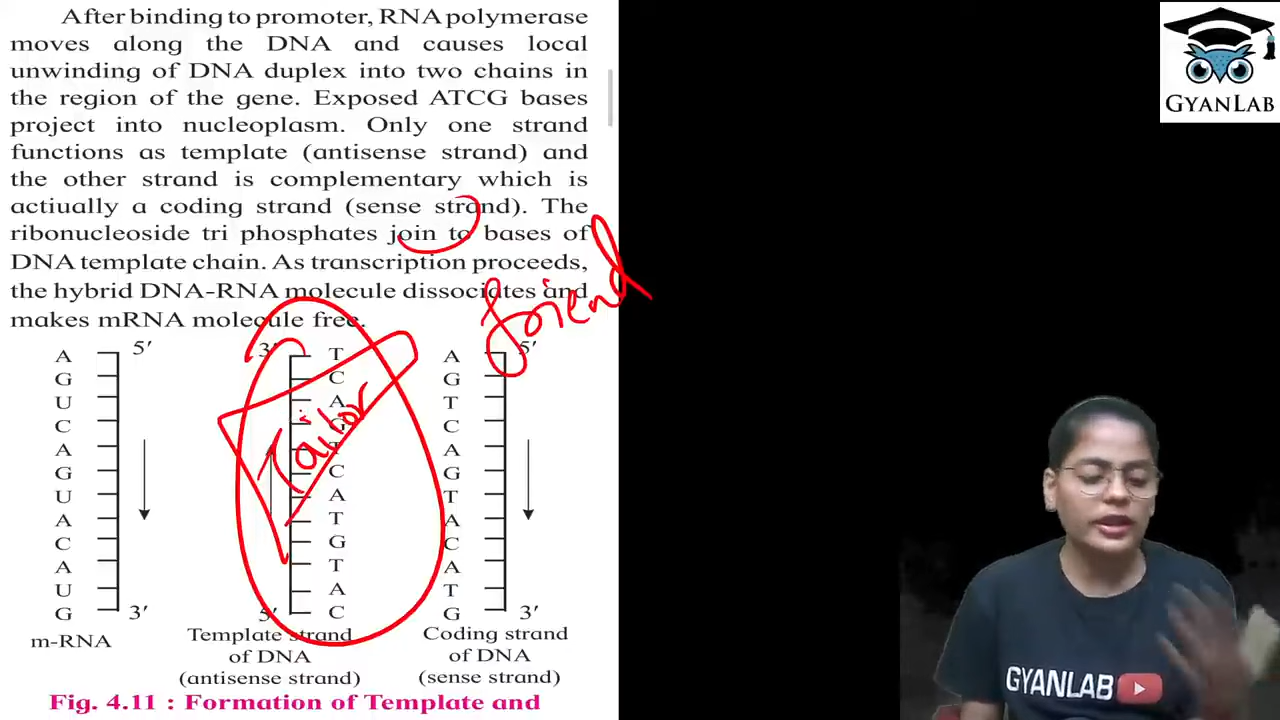 After binding to promoter, RNA polymerase
moves along the DNA and causes local
unwinding of DNA duplex into two chains in
the region of the gene. Exposed ATCG bases
project into nucleoplasm. Only one strand
functions as template (antisense strand) and
the other strand is complementary which is
actiually a coding strand (sense strand). The
ribonucleoside tri phosphates join to bases of
DNA template chain. As transcription proceeds,
the hybrid DNA-RNA molecule dissociates and
makes mRNA molecule free.
friend
Tailor
5′
A
G
U
C
A
G
U
A
C
A
U
G
3′
m-RNA
3′
T
C
A
G
T
C
A
T
G
T
A
C
5′
Template strand
of DNA
(antisense strand)
5′
A
G
T
C
A
G
T
A
C
A
T
G
3′
Coding strand
of DNA
(sense strand)
Fig. 4.11 : Formation of Template and
GYANLAB
GYANLAB